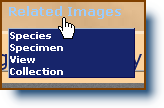 Related Images
Species
Specimen
View
Collection